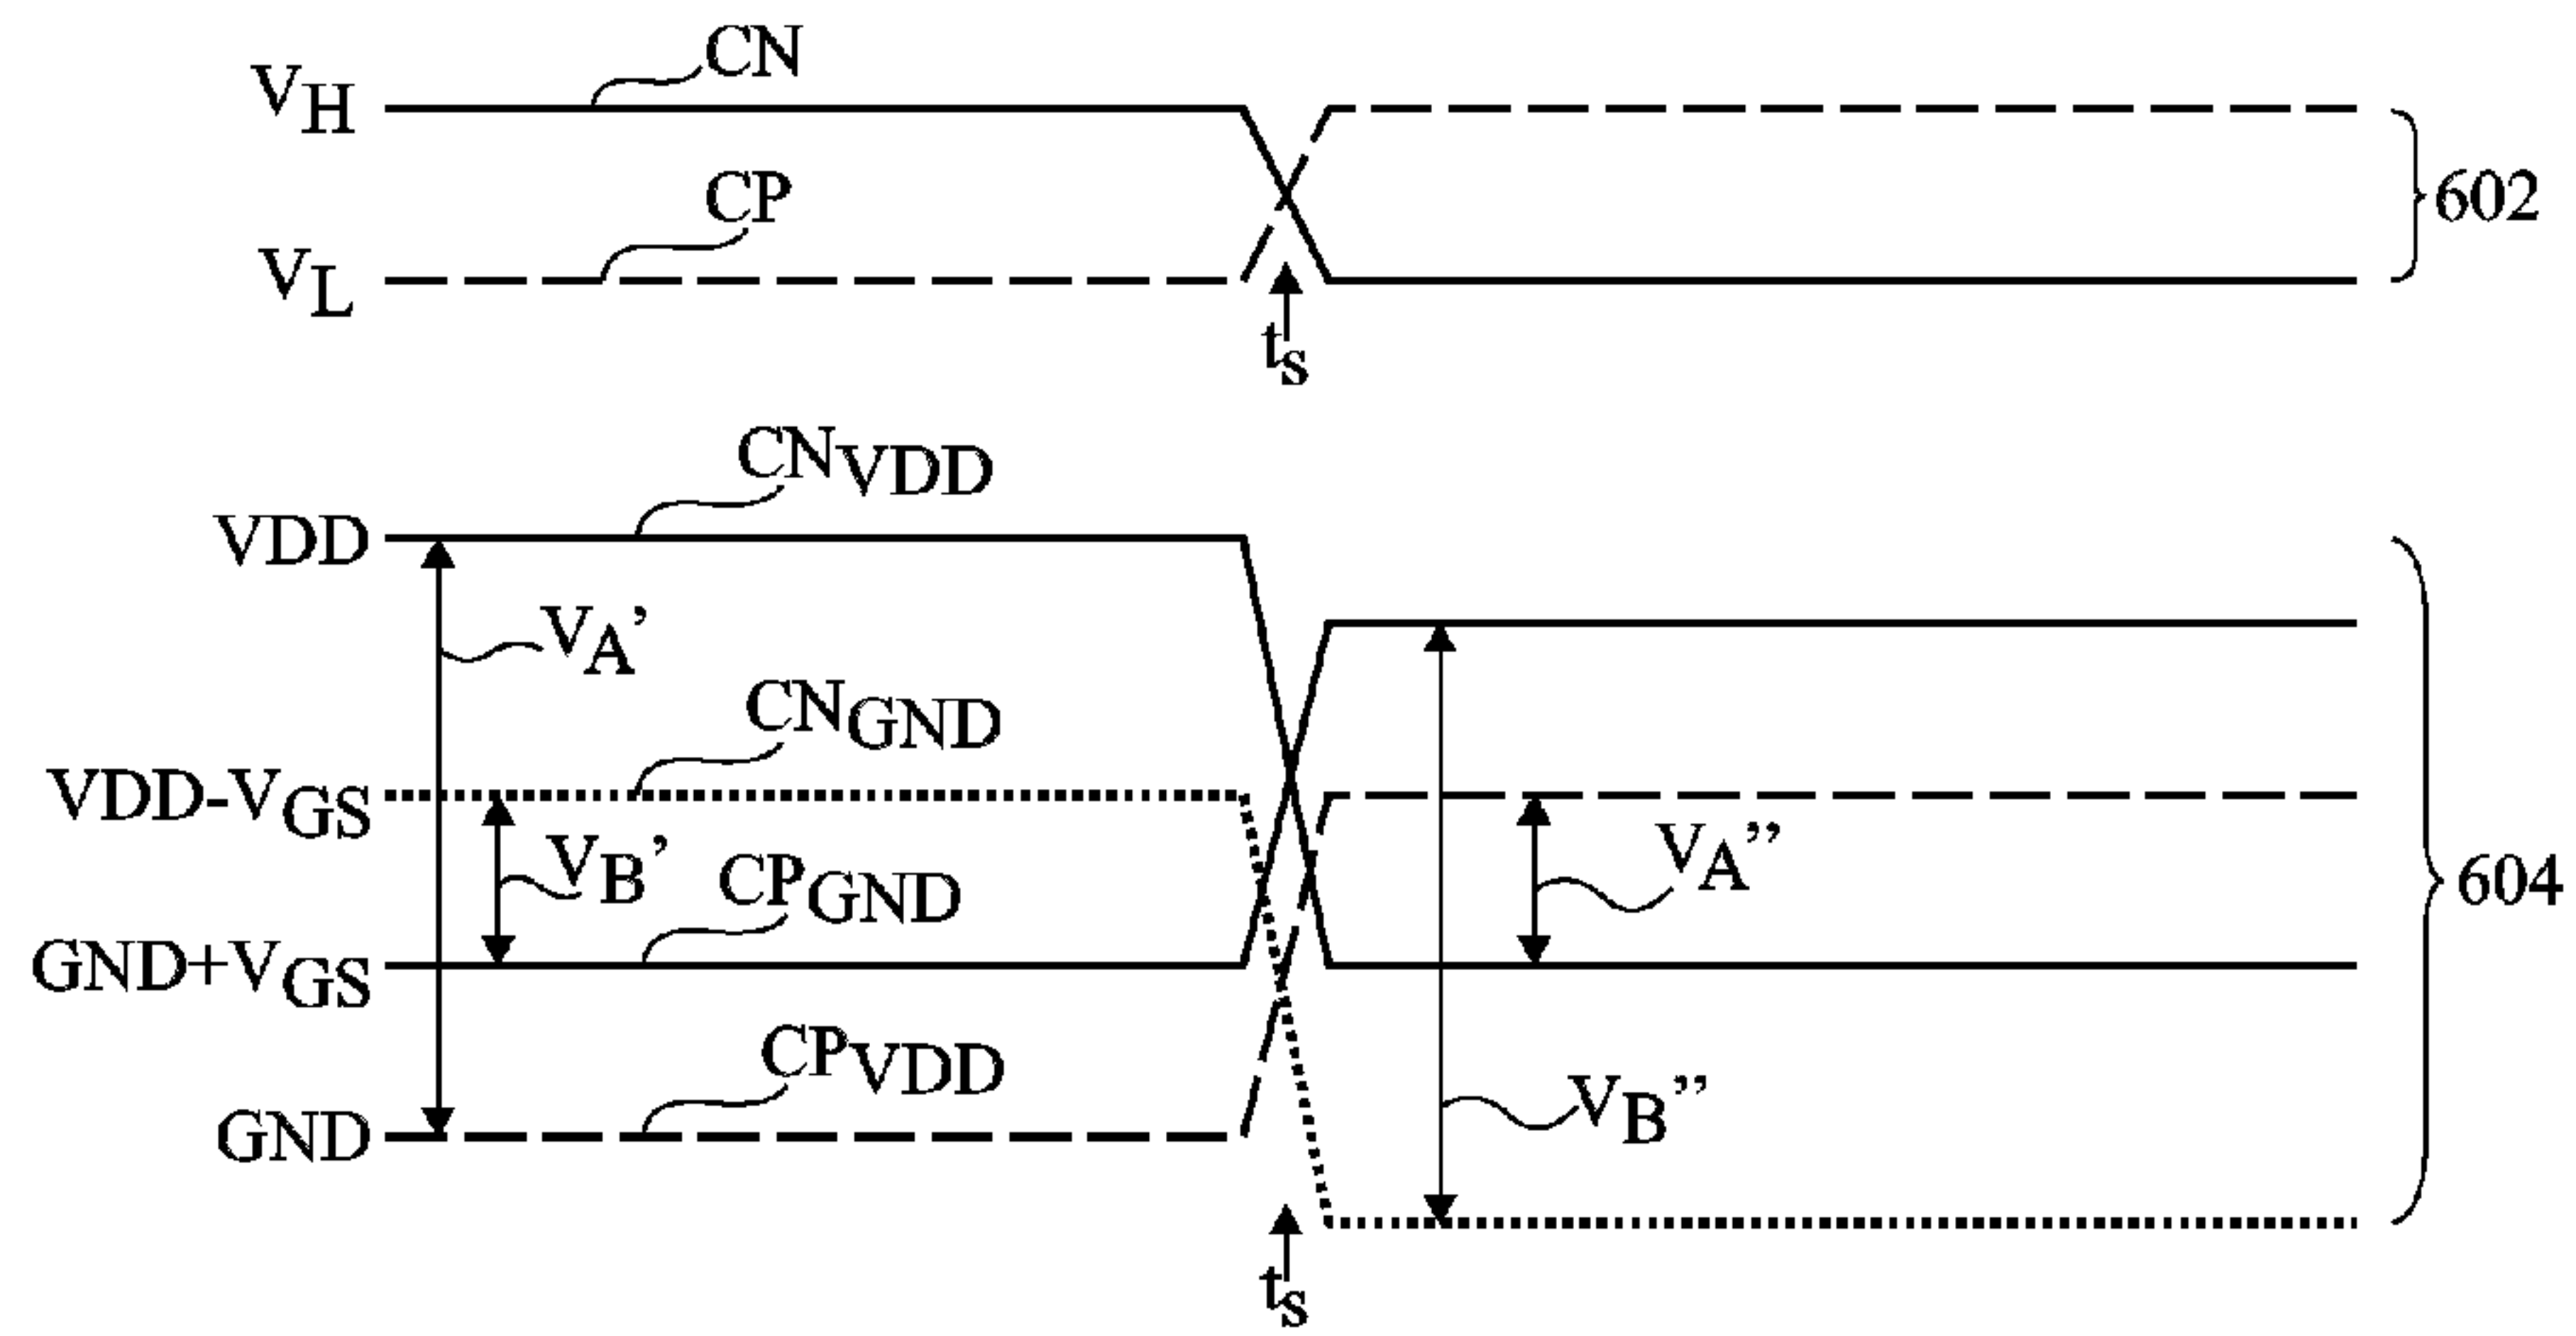 CN
VH
CP
VL
602
ts
CNVDD
VDD
VA'
CNGND
VDD-VGS
VB'
VA''
CPGND
604
GND+VGS
CPVDD
VB''
GND
ts